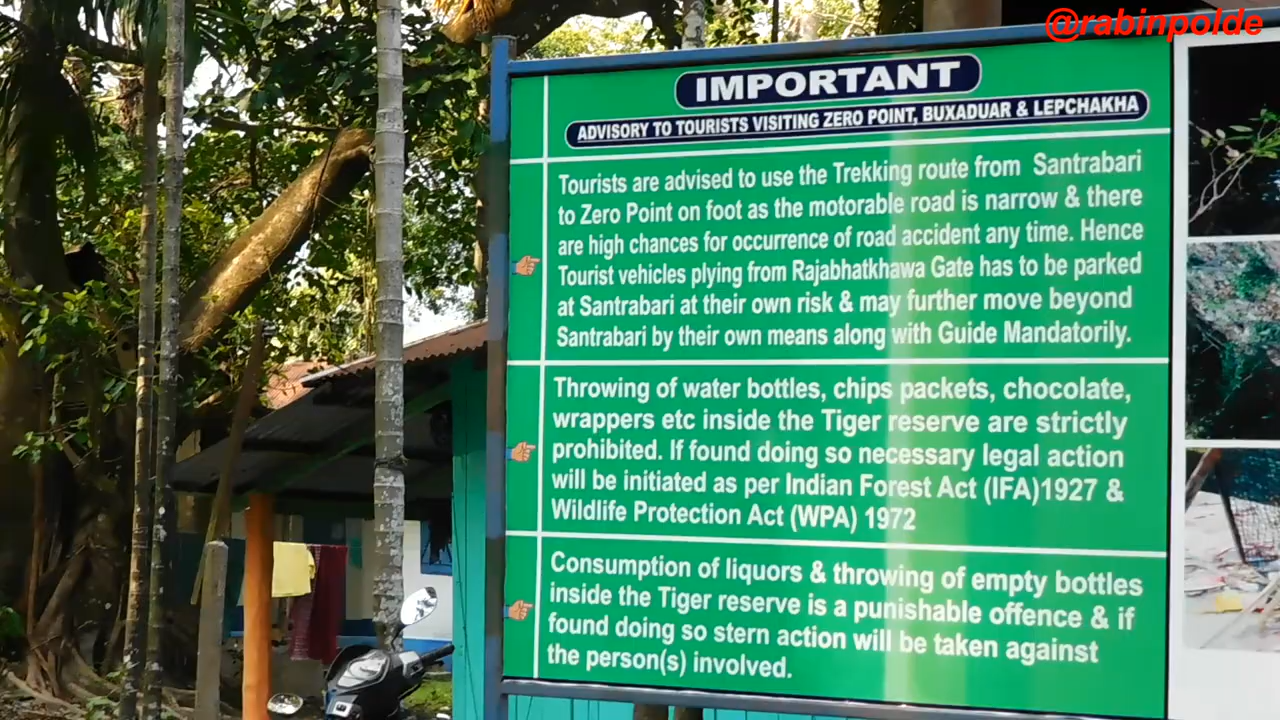 @rabinpolde
IMPORTANT
ADVISORY TO TOURISTS VISITING ZERO POINT, BUXADUAR & LEPCHAKHA
Tourists are advised to use the Trekking route from Santrabari
to Zero Point on foot as the motorable road is narrow & there
are high chances for occurrence of road accident any time. Hence
Tourist vehicles plying from Rajabhatkhawa Gate has to be parked
at Santrabari at their own risk & may further move beyond
Santrabari by their own means along with Guide Mandatorily.
Throwing of water bottles, chips packets, chocolate,
wrappers etc inside the Tiger reserve are strictly
prohibited. If found doing so necessary legal action
will be initiated as per Indian Forest Act (IFA)1927 &
Wildlife Protection Act (WPA) 1972
Consumption of liquors & throwing of empty bottles
inside the Tiger reserve is a punishable offence & if
found doing so stern action will be taken against
the person(s) involved.